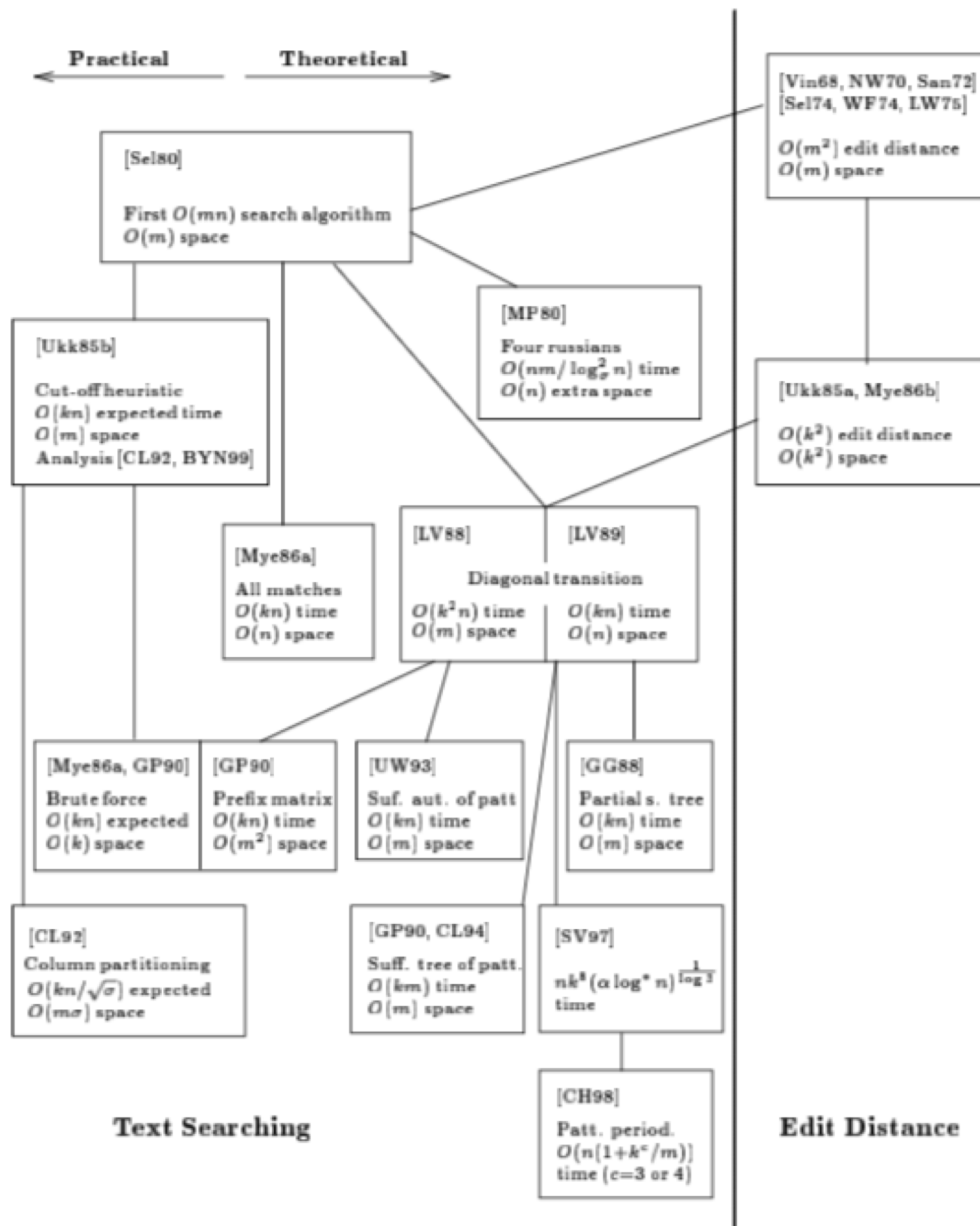 Practical
Theoretical
[Vin68, NW70, San72]
[Sel74, WF74, LW75]
O(m²) edit distance
O(m) space
[Sel80]
First O(mn) search algorithm
O(m) space
[MP80]
Four russians
O(nm/ log²σ n) time
O(n) extra space
[Ukk85b]
Cut-off heuristic
O(kn) expected time
O(m) space
Analysis [CL92, BYN99]
[Ukk85a, Mye86b]
O(k²) edit distance
O(k²) space
[Mye86a]
All matches
O(kn) time
O(n) space
[LV88]
[LV89]
Diagonal transition
O(k²n) time
O(m) space
O(kn) time
O(n) space
[Mye86a, GP90]
Brute force
O(kn) expected
O(k) space
[GP90]
Prefix matrix
O(kn) time
O(m²) space
[UW93]
Suf. aut. of patt
O(kn) time
O(m) space
[GG88]
Partial s. tree
O(kn) time
O(m) space
[CL92]
Column partitioning
O(kn/√σ) expected
O(mσ) space
[GP90, CL94]
Suff. tree of patt.
O(km) time
O(m) space
[SV97]
nk⁸(α log* n)^(1/log 3)
time
[CH98]
Patt. period.
O(n(1+kᶜ/m))
time (c=3 or 4)
Text Searching
Edit Distance